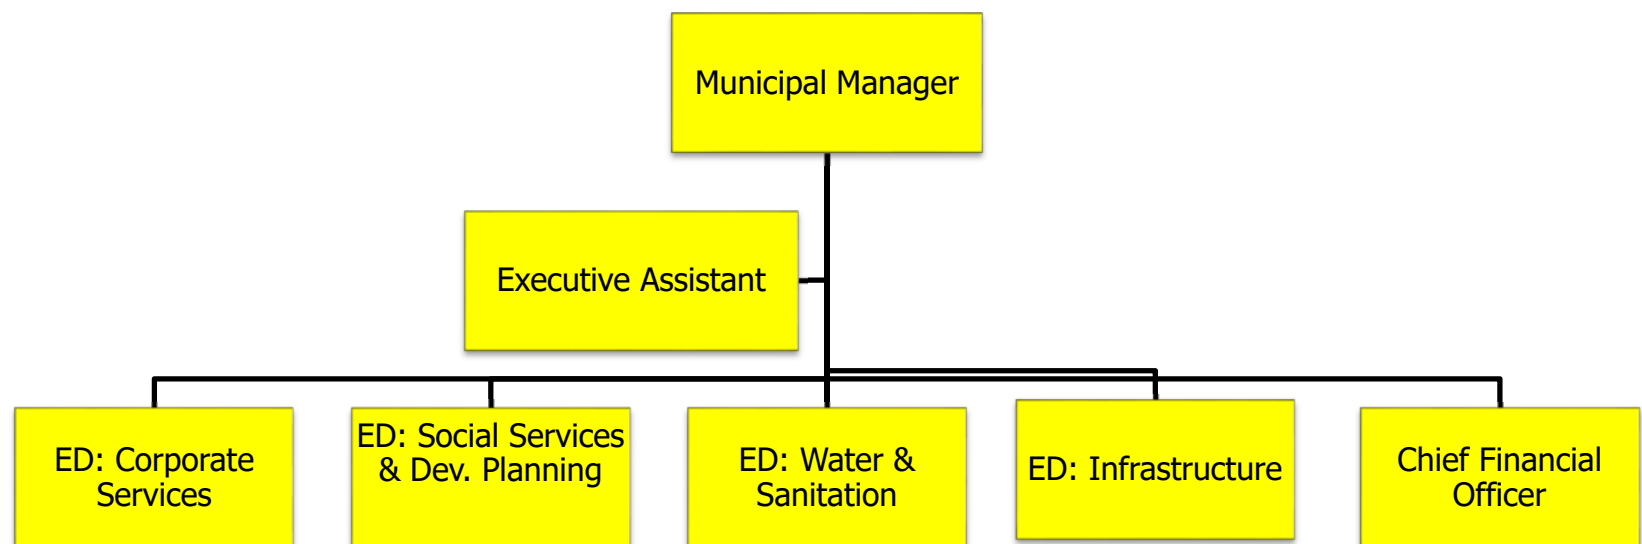 Municipal Manager
Executive Assistant
ED: Corporate
Services
ED: Social Services
& Dev. Planning
ED: Water &
Sanitation
ED: Infrastructure
Chief Financial
Officer